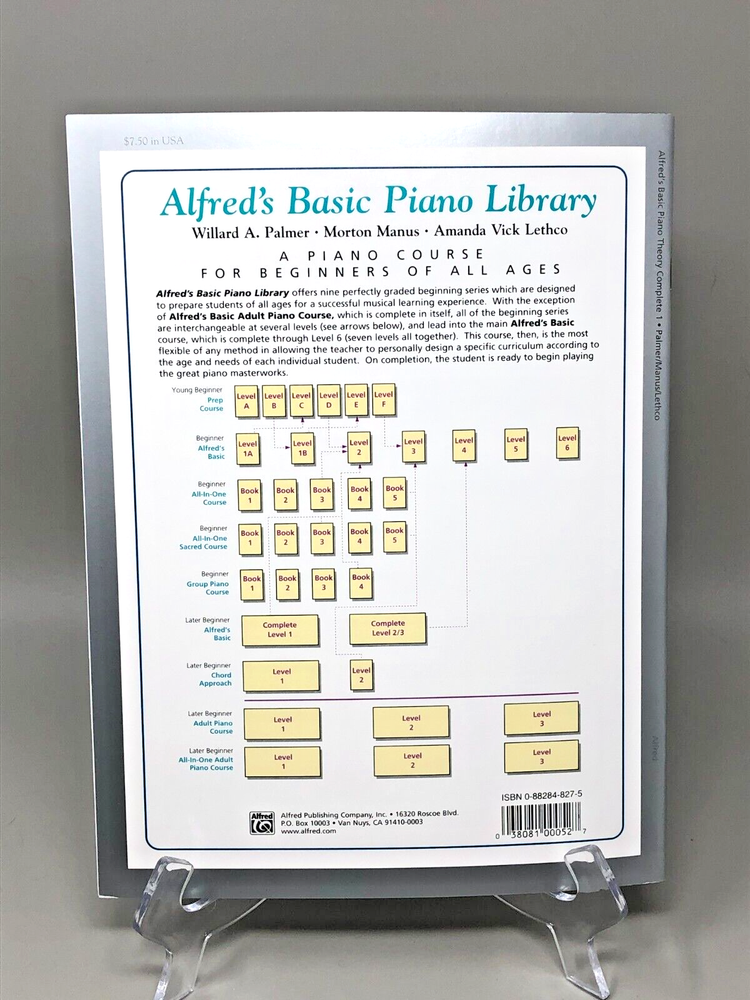 $7.50 in USA
Alfred's Basic Piano Library
Willard A. Palmer • Morton Manus • Amanda Vick Lethco
A PIANO COURSE
FOR BEGINNERS OF ALL AGES
Alfred's Basic Piano Library offers nine perfectly graded beginning series which are designed
to prepare students of all ages for a successful musical learning experience. With the exception
of Alfred's Basic Adult Piano Course, which is complete in itself, all of the beginning series
are interchangeable at several levels (see arrows below), and lead into the main Alfred's Basic
course, which is complete through Level 6 (seven levels all together). This course, then, is the most
flexible of any method in allowing the teacher to personally design a specific curriculum according to
the age and needs of each individual student. On completion, the student is ready to begin playing
the great piano masterworks.
Young Beginner
Prep
Course
Level A
Level B
Level C
Level D
Level E
Level F
Beginner
Alfred's
Basic
Level 1A
Level 1B
Level 2
Level 3
Level 4
Level 5
Level 6
Beginner
All-In-One
Course
Book 1
Book 2
Book 3
Book 4
Book 5
Beginner
All-In-One
Sacred Course
Book 1
Book 2
Book 3
Book 4
Book 5
Beginner
Group Piano
Course
Book 1
Book 2
Book 3
Book 4
Later Beginner
Alfred's
Basic
Complete
Level 1
Complete
Level 2/3
Later Beginner
Chord
Approach
Level 1
Level 2
Later Beginner
Adult Piano
Course
Level 1
Level 2
Level 3
Later Beginner
All-In-One Adult
Piano Course
Level 1
Level 2
Level 3
Alfred
Alfred Publishing Company, Inc. • 16320 Roscoe Blvd.
P.O. Box 10003 • Van Nuys, CA 91410-0003
www.alfred.com
ISBN 0-88284-827-5
0 38081 00052 7
Alfred's Basic Piano Theory Complete 1 • Palmer/Manus/Lethco
Alfred